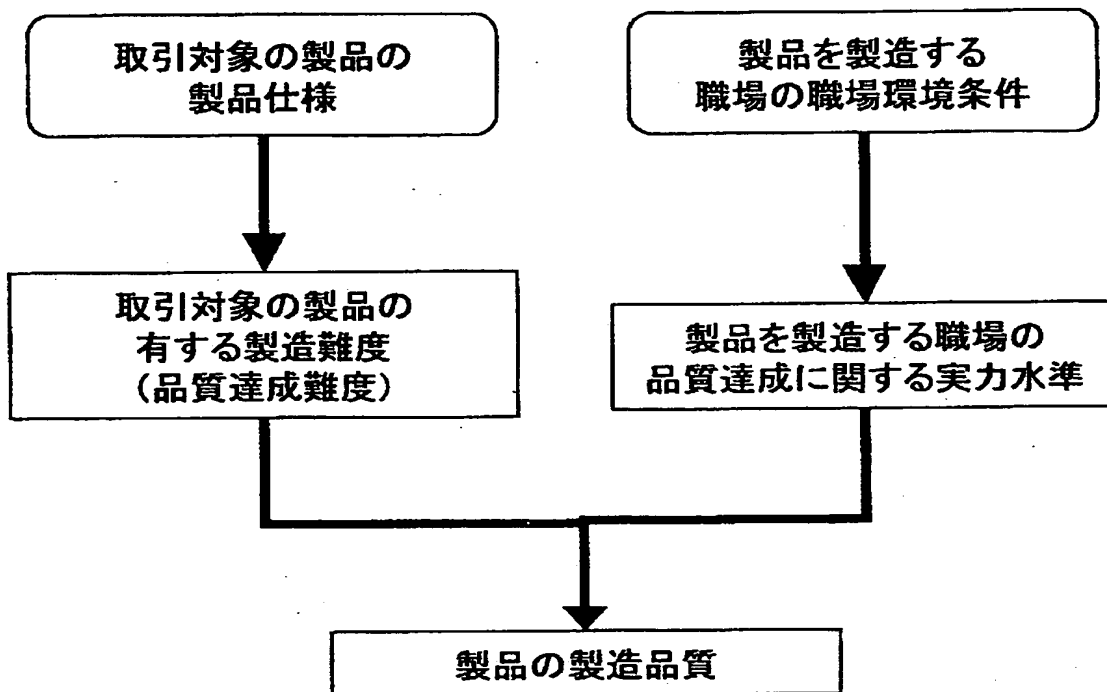 取引対象の製品の
製品仕様
製品を製造する
職場の職場環境条件
取引対象の製品の
有する製造難度
(品質達成難度)
製品を製造する職場の
品質達成に関する実力水準
製品の製造品質